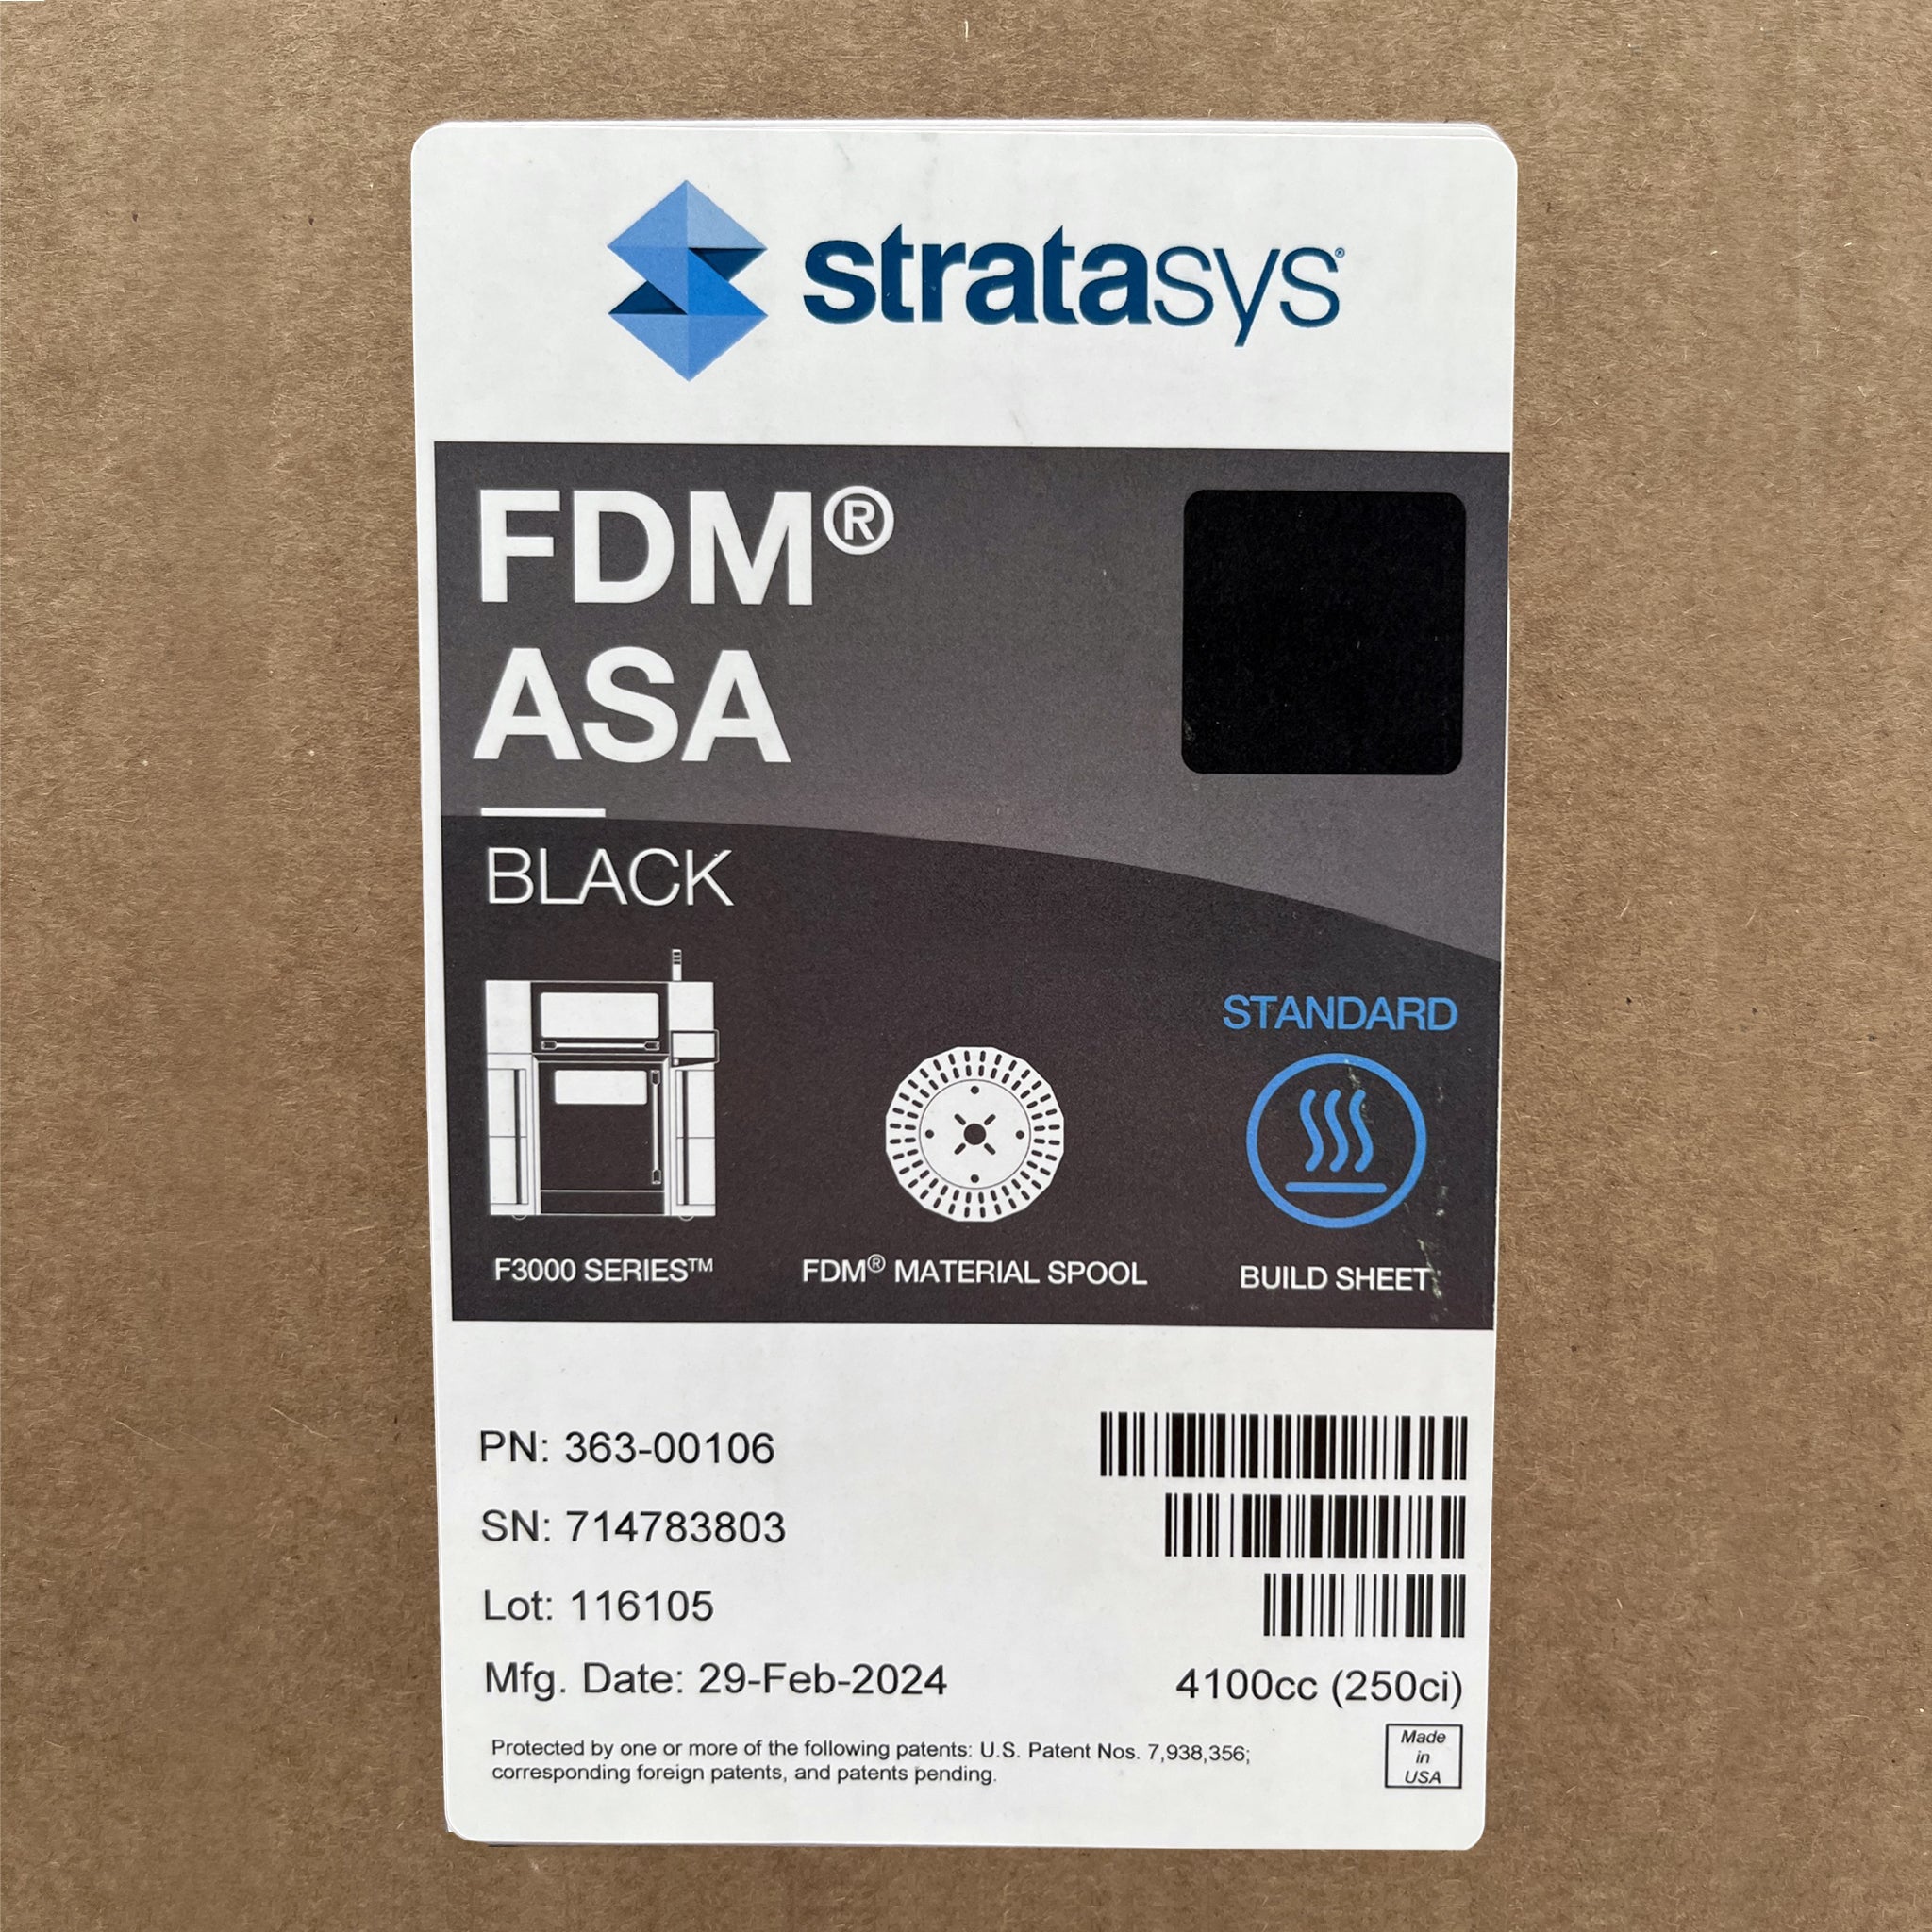 stratasys®
FDM®
ASA
BLACK
STANDARD
F3000 SERIES™
FDM® MATERIAL SPOOL
BUILD SHEET
PN: 363-00106
SN: 714783803
Lot: 116105
Mfg. Date: 29-Feb-2024
4100cc (250ci)
Protected by one or more of the following patents: U.S. Patent Nos. 7,938,356;
corresponding foreign patents, and patents pending.
Made
in
USA